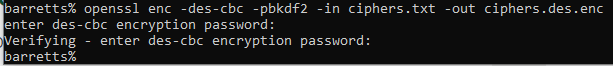 barretts% openssl enc -des-cbc -pbkdf2 -in ciphers.txt -out ciphers.des.enc
enter des-cbc encryption password:
Verifying - enter des-cbc encryption password:
barretts%